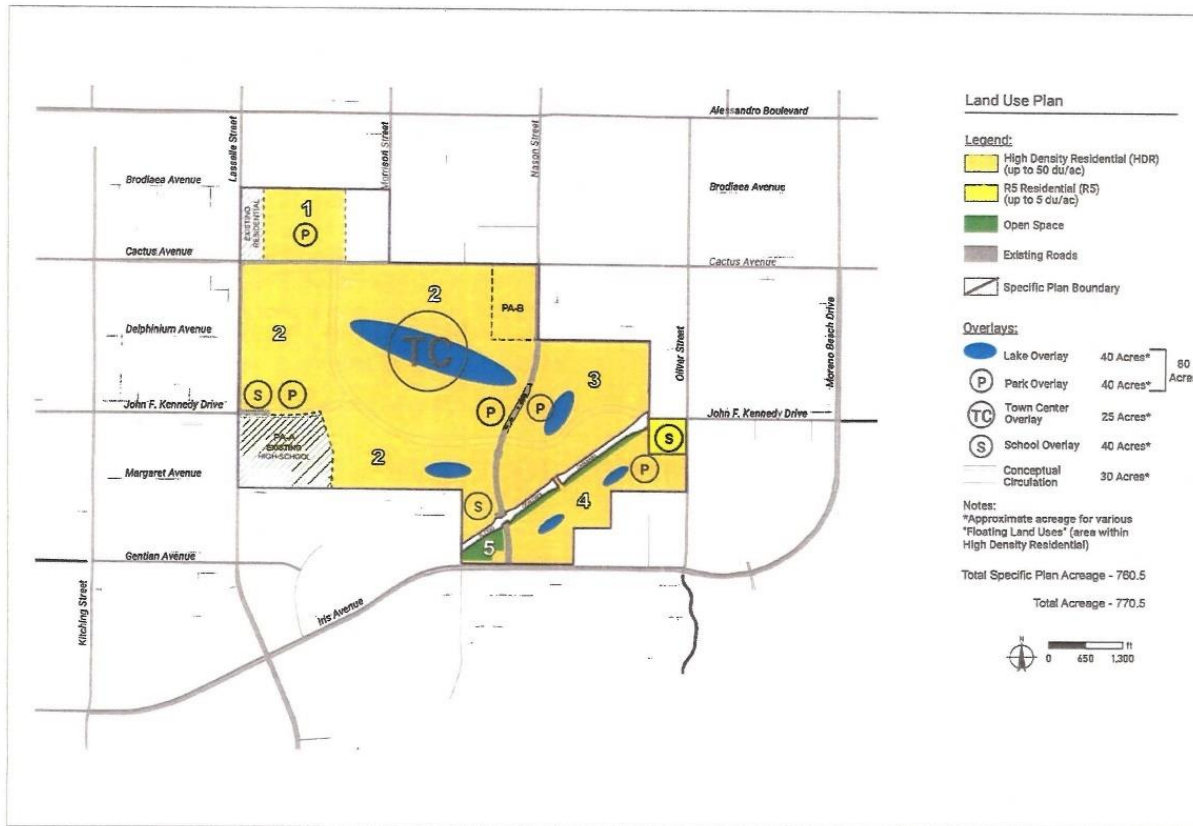 Land Use Plan
Legend:
High Density Residential (HDR)
(up to 50 du/ac)
R5 Residential (R5)
(up to 5 du/ac)
Open Space
Existing Roads
Specific Plan Boundary
Overlays:
Lake Overlay 40 Acres*
80
Acres
P Park Overlay 40 Acres*
TC Town Center
Overlay 25 Acres*
S School Overlay 40 Acres*
Conceptual
Circulation 30 Acres*
Notes:
*Approximate acreage for various
"Floating Land Uses" (area within
High Density Residential)
Total Specific Plan Acreage - 760.5
Total Acreage - 770.5
N
ft
0 650 1,300
Alessandro Boulevard
Lasselle Street
Morrison Street
Nason Street
Brodiaea Avenue
Brodiaea Avenue
EXISTING
RESIDENTIAL
1
P
Cactus Avenue
Cactus Avenue
2
PA-B
Delphinium Avenue
2
TC
3
Oliver Street
Moreno Beach Drive
S P
P P
John F. Kennedy Drive
John F. Kennedy Drive
PA-A
EXISTING
HIGH-SCHOOL
2
S
Margaret Avenue
P
4
S
5
Gentian Avenue
Kitching Street
Iris Avenue